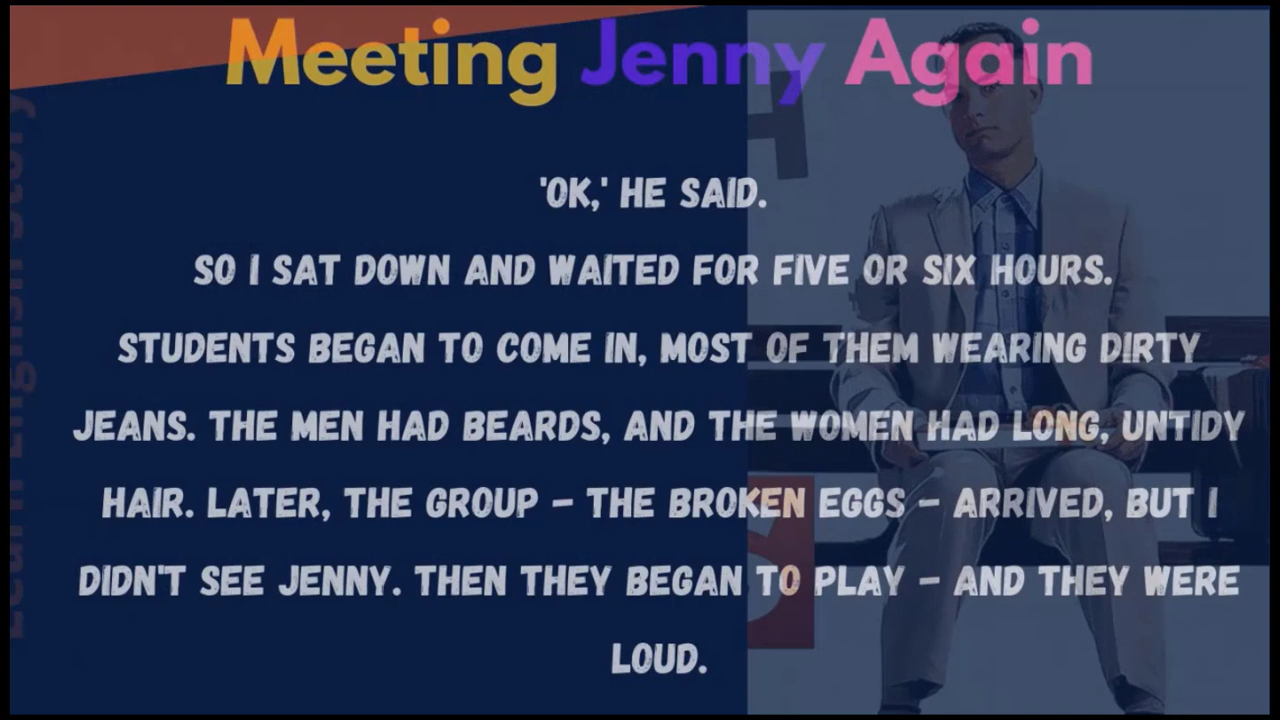 Meeting Jenny Again
'OK,' HE SAID.
SO I SAT DOWN AND WAITED FOR FIVE OR SIX HOURS.
STUDENTS BEGAN TO COME IN, MOST OF THEM WEARING DIRTY
JEANS. THE MEN HAD BEARDS, AND THE WOMEN HAD LONG, UNTIDY
HAIR. LATER, THE GROUP – THE BROKEN EGGS – ARRIVED, BUT I
DIDN'T SEE JENNY. THEN THEY BEGAN TO PLAY – AND THEY WERE
LOUD.
Learn English Story